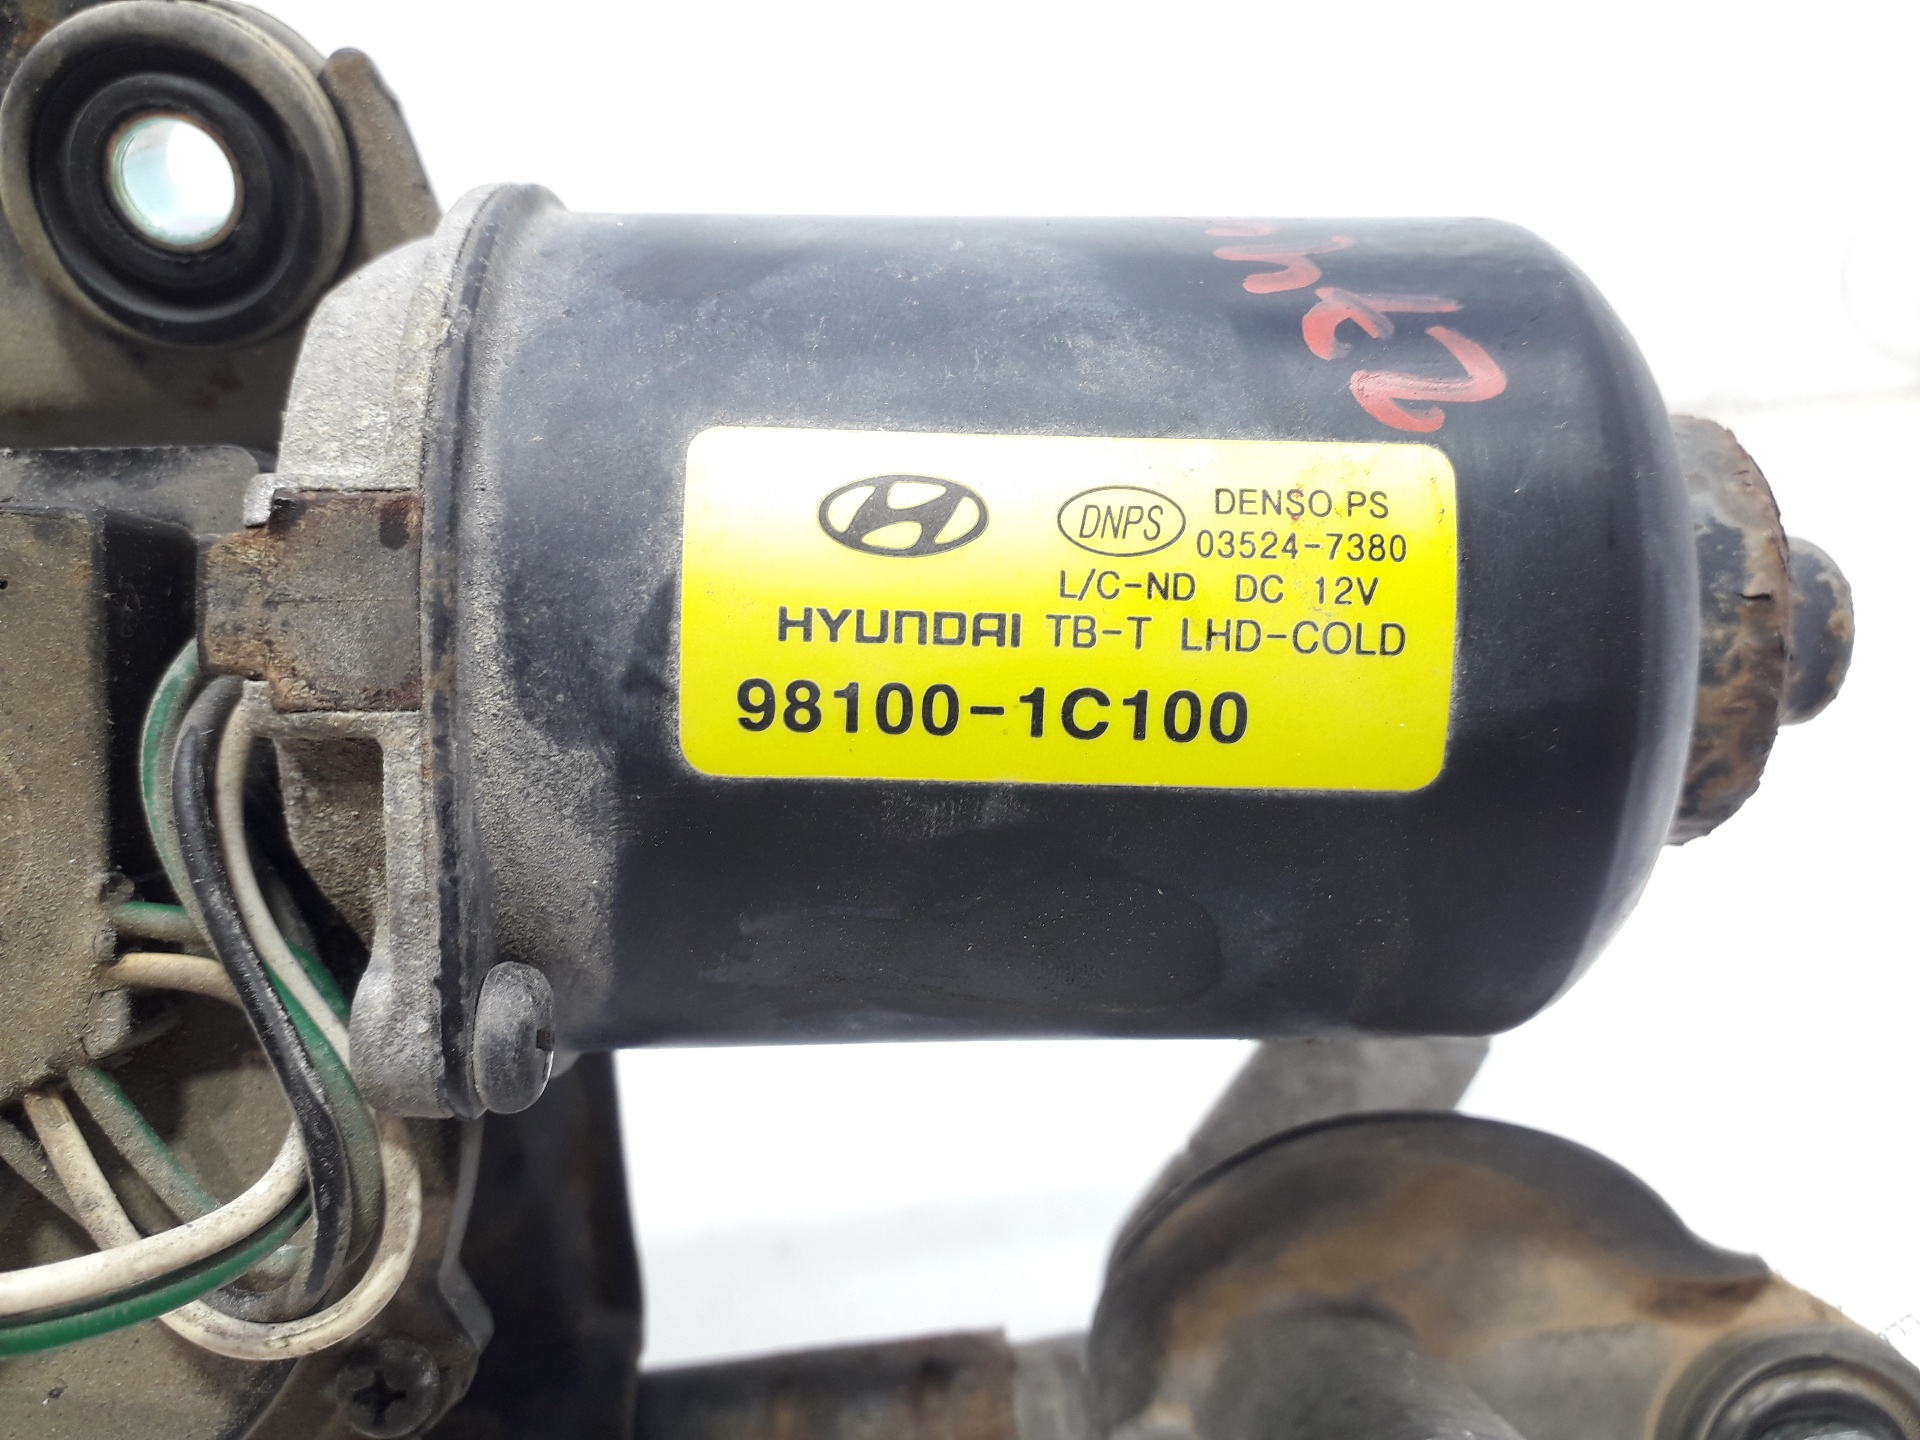 DNPS DENSO PS
03524-7380
L/C-ND DC 12V
HYUNDAI TB-T LHD-COLD
98100-1C100